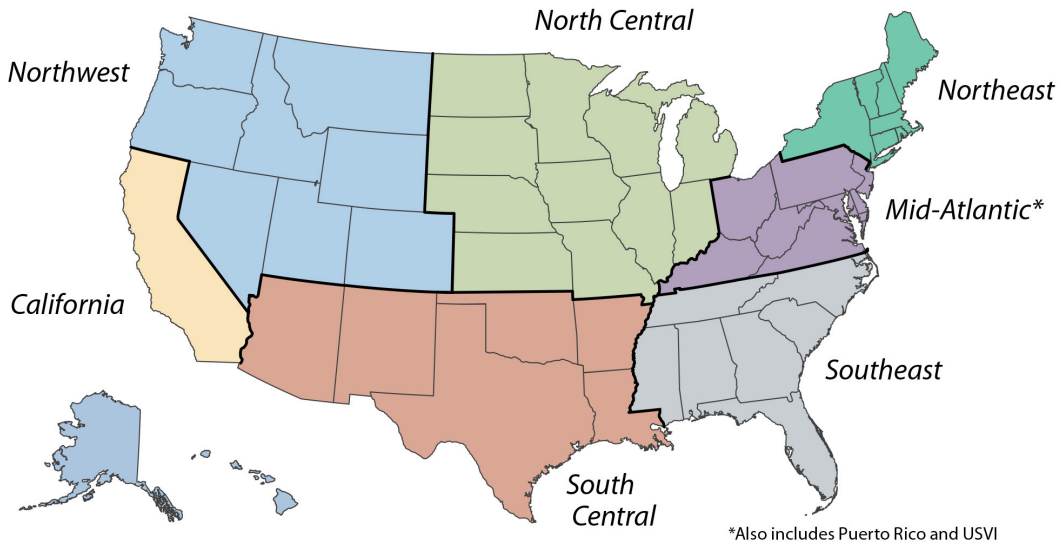 North Central
Northwest
Northeast
Mid-Atlantic*
California
Southeast
South
Central
*Also includes Puerto Rico and USVI